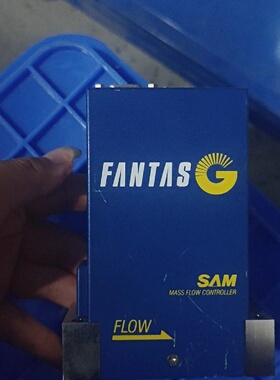 FANTAS G
SAM
MASS FLOW CONTROLLER
FLOW